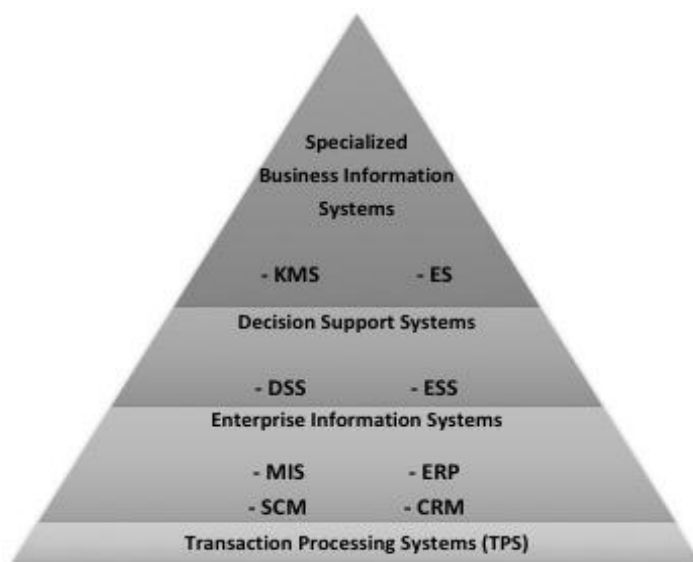 Specialized
Business Information
Systems
- KMS - ES
Decision Support Systems
- DSS - ESS
Enterprise Information Systems
- MIS - ERP
- SCM - CRM
Transaction Processing Systems (TPS)